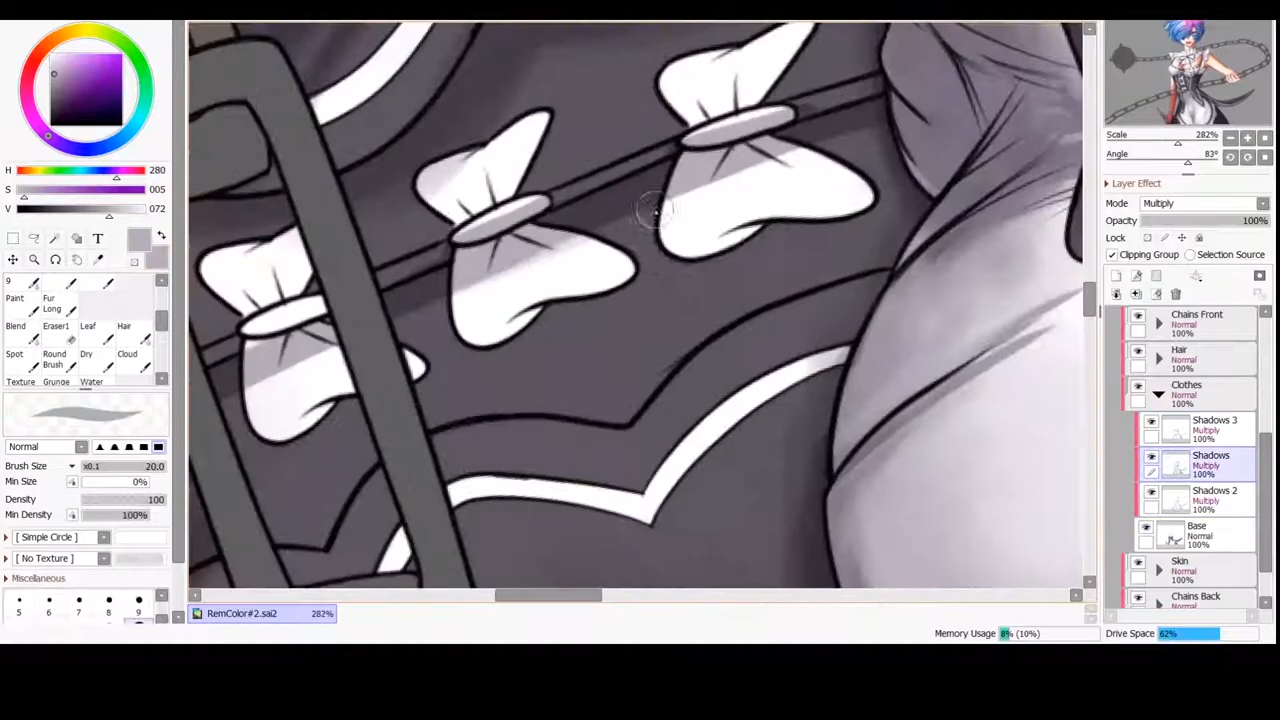 H 280
S 005
V 072
T
9
Paint Fur Long
Blend Eraser1 Leaf Hair
Spot Round Brush Dry Cloud
Texture Grunge Water
Normal
Brush Size x0.1 20.0
Min Size 0%
Density 100
Min Density 100%
[ Simple Circle ]
[ No Texture ]
Miscellaneous
5 6 7 8 9
RemColor#2.sai2 282%
Memory Usage 8% (10%)
Drive Space 62%
Scale 282%
Angle 83º
Layer Effect
Mode Multiply
Opacity 100%
Lock
Clipping Group Selection Source
Chains Front
Normal
100%
Hair
Normal
100%
Clothes
Normal
100%
Shadows 3
Multiply
100%
Shadows
Multiply
100%
Shadows 2
Multiply
100%
Base
Normal
100%
Skin
Normal
100%
Chains Back
Normal